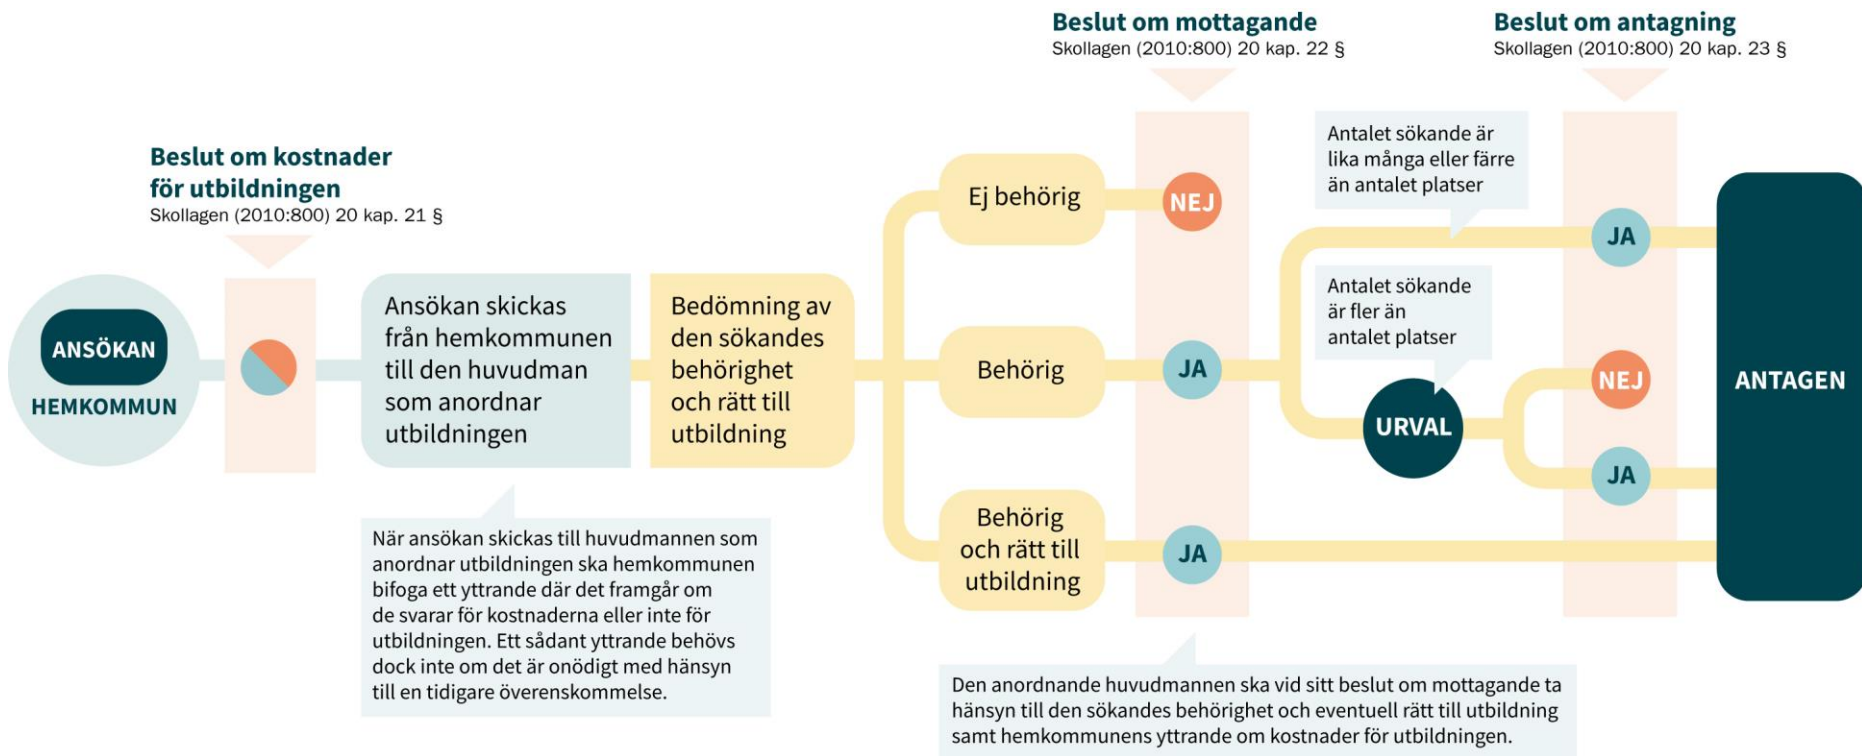 Beslut om mottagande
Skollagen (2010:800) 20 kap. 22 §
Beslut om antagning
Skollagen (2010:800) 20 kap. 23 §
Beslut om kostnader
för utbildningen
Skollagen (2010:800) 20 kap. 21 §
ANSÖKAN
HEMKOMMUN
Ansökan skickas
från hemkommunen
till den huvudman
som anordnar
utbildningen
När ansökan skickas till huvudmannen som
anordnar utbildningen ska hemkommunen
bifoga ett yttrande där det framgår om
de svarar för kostnaderna eller inte för
utbildningen. Ett sådant yttrande behövs
dock inte om det är onödigt med hänsyn
till en tidigare överenskommelse.
Bedömning av
den sökandes
behörighet
och rätt till
utbildning
Ej behörig
NEJ
Behörig
JA
Behörig
och rätt till
utbildning
JA
Den anordnande huvudmannen ska vid sitt beslut om mottagande ta
hänsyn till den sökandes behörighet och eventuell rätt till utbildning
samt hemkommunens yttrande om kostnader för utbildningen.
Antalet sökande är
lika många eller färre
än antalet platser
JA
Antalet sökande
är fler än
antalet platser
URVAL
NEJ
JA
ANTAGEN